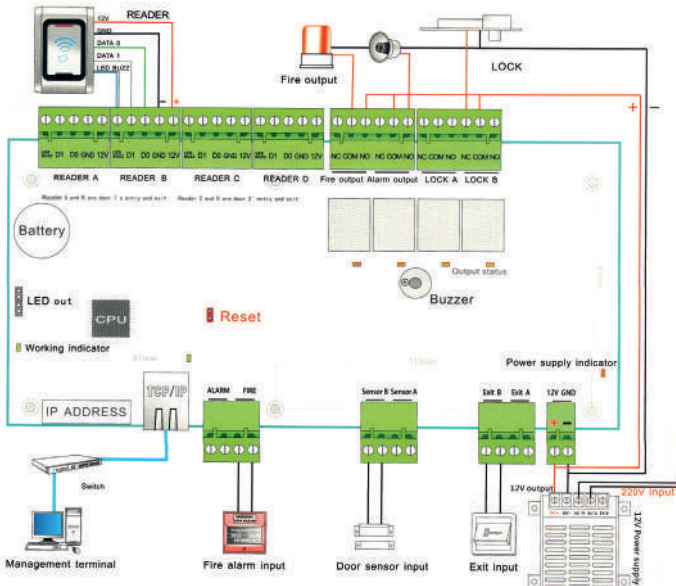 READER
12V
GND
DATA 0
DATA 1
LED BUZZ
Fire output
LOCK
D1 D0 GND 12V
D1 D0 GND 12V
D1 D0 GND 12V
D1 D0 GND 12V
NC COM NO NC COM NO
NC COM NO NC COM NO
READER A
READER B
READER C
READER D
Fire output
Alarm output
LOCK A
LOCK B
Battery
Output status
Buzzer
LED out
CPU
Reset
Working indicator
Power supply indicator
TCP/IP
IP ADDRESS
ALARM FIRE
Sensor B Sensor A
Exit B Exit A
12V GND
+ −
Switch
12V output
220V input
12V Power supply
Management terminal
Fire alarm input
Door sensor input
Exit input